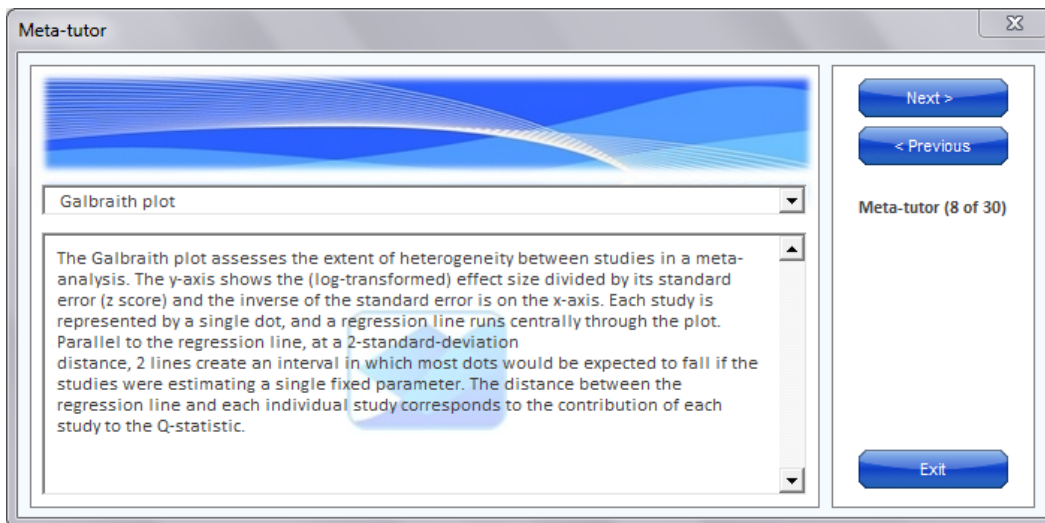 Meta-tutor
Next >
< Previous
Galbraith plot
Meta-tutor (8 of 30)
The Galbraith plot assesses the extent of heterogeneity between studies in a meta-
analysis. The y-axis shows the (log-transformed) effect size divided by its standard
error (z score) and the inverse of the standard error is on the x-axis. Each study is
represented by a single dot, and a regression line runs centrally through the plot.
Parallel to the regression line, at a 2-standard-deviation
distance, 2 lines create an interval in which most dots would be expected to fall if the
studies were estimating a single fixed parameter. The distance between the
regression line and each individual study corresponds to the contribution of each
study to the Q-statistic.
Exit